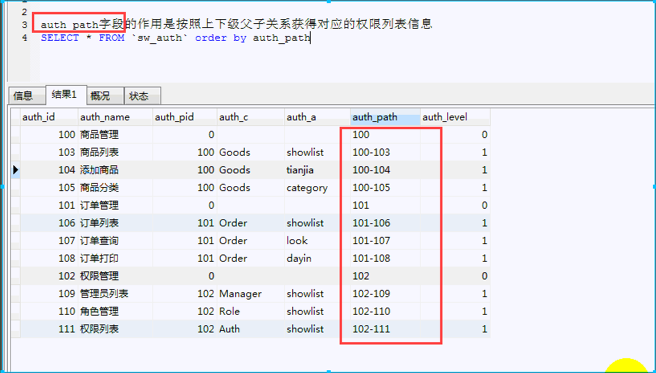 3 auth_path字段的作用是按照上下级父子关系获得对应的权限列表信息
4 SELECT * FROM `sw_auth` order by auth_path
信息 结果1 概况 状态
auth_id auth_name auth_pid auth_c auth_a auth_path auth_level
100 商品管理 0 100 0
103 商品列表 100 Goods showlist 100-103 1
104 添加商品 100 Goods tianjia 100-104 1
105 商品分类 100 Goods category 100-105 1
101 订单管理 0 101 0
106 订单列表 101 Order showlist 101-106 1
107 订单查询 101 Order look 101-107 1
108 订单打印 101 Order dayin 101-108 1
102 权限管理 0 102 0
109 管理员列表 102 Manager showlist 102-109 1
110 角色管理 102 Role showlist 102-110 1
111 权限列表 102 Auth showlist 102-111 1